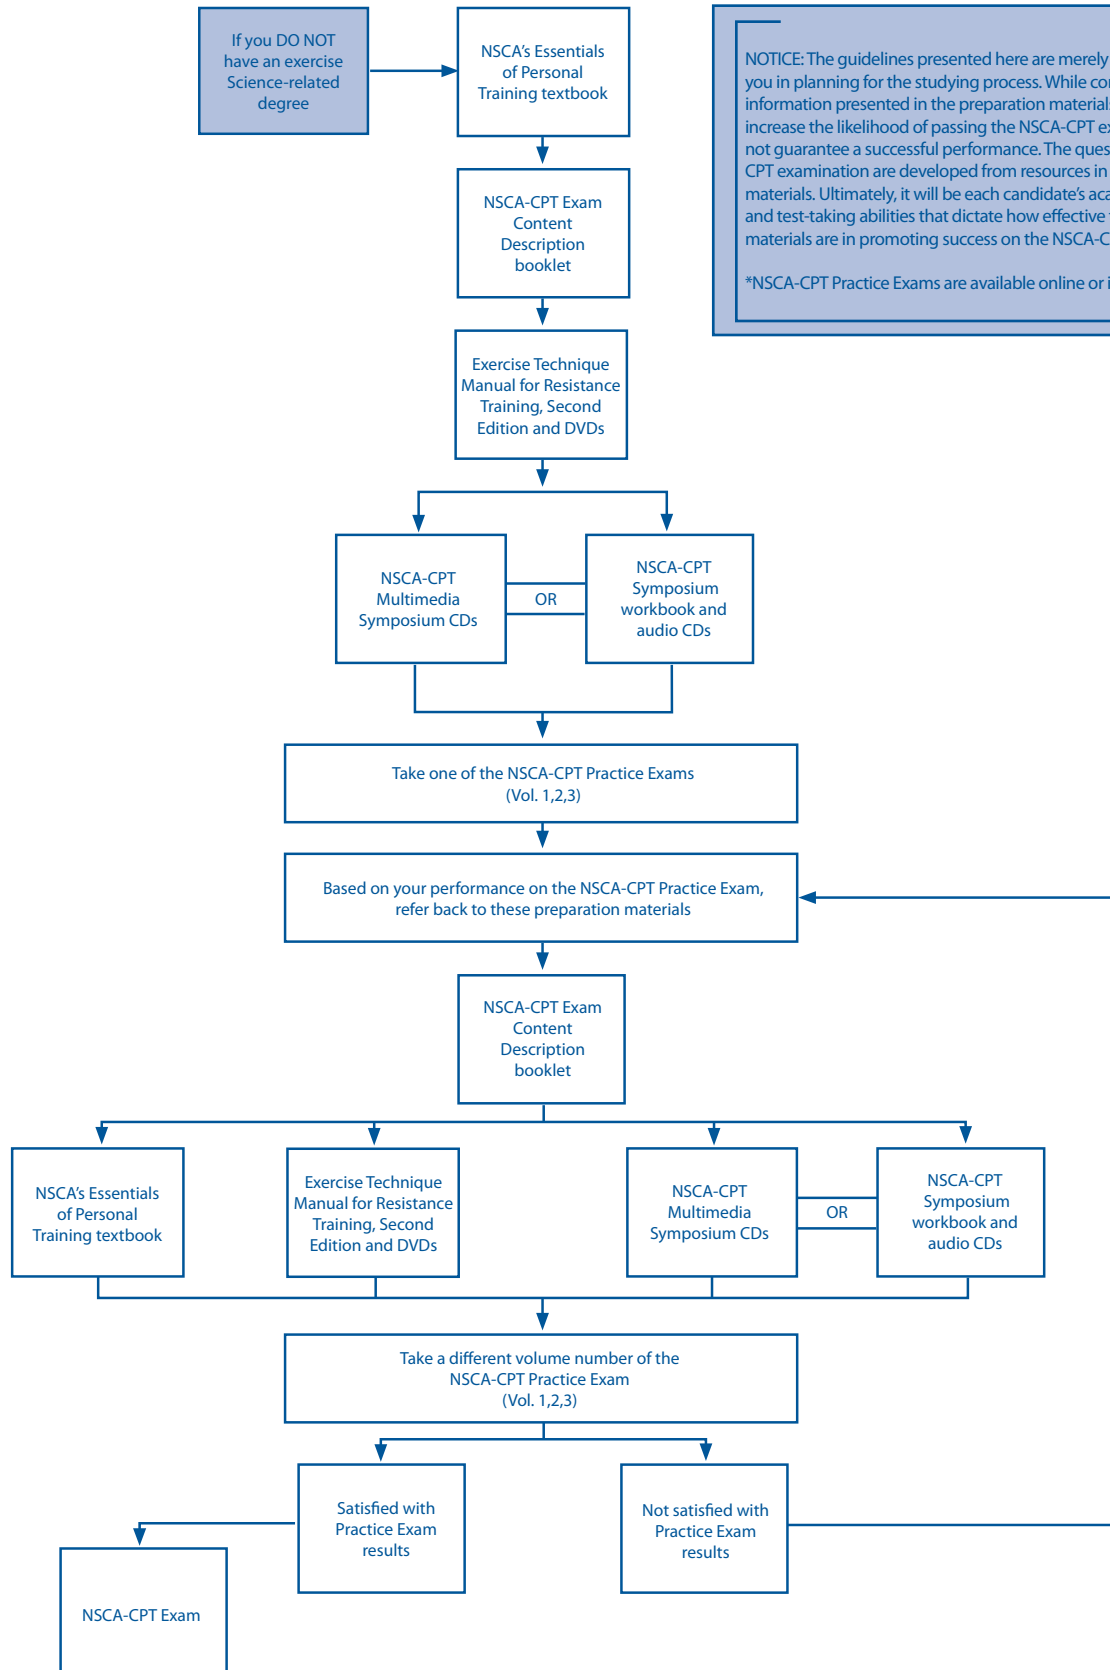 If you DO NOT
have an exercise
Science-related
degree
NSCA's Essentials
of Personal
Training textbook
NOTICE: The guidelines presented here are merely
you in planning for the studying process. While
information presented in the preparation
increase the likelihood of passing the NSCA-CPT
not guarantee a successful performance. The
CPT examination are developed from resources in
materials. Ultimately, it will be each candidate's
and test-taking abilities that dictate how effective
materials are in promoting success on the
*NSCA-CPT Practice Exams are available online or
NSCA-CPT Exam
Content
Description
booklet
Exercise Technique
Manual for Resistance
Training, Second
Edition and DVDs
NSCA-CPT
Multimedia
Symposium CDs
OR
NSCA-CPT
Symposium
workbook and
audio CDs
Take one of the NSCA-CPT Practice Exams
(Vol. 1,2,3)
Based on your performance on the NSCA-CPT Practice Exam,
refer back to these preparation materials
NSCA-CPT Exam
Content
Description
booklet
NSCA's Essentials
of Personal
Training textbook
Exercise Technique
Manual for Resistance
Training, Second
Edition and DVDs
NSCA-CPT
Multimedia
Symposium CDs
OR
NSCA-CPT
Symposium
workbook and
audio CDs
Take a different volume number of the
NSCA-CPT Practice Exam
(Vol. 1,2,3)
Satisfied with
Practice Exam
results
Not satisfied with
Practice Exam
results
NSCA-CPT Exam